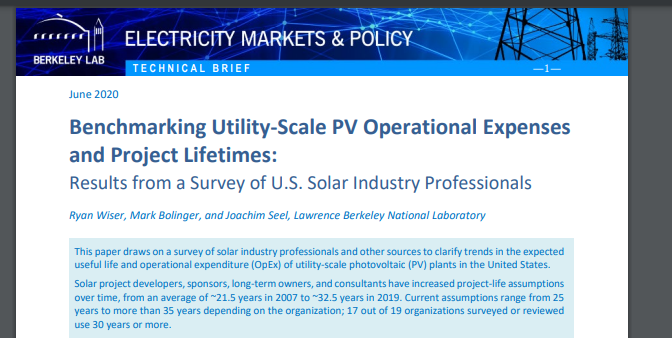 BERKELEY LAB
ELECTRICITY MARKETS & POLICY
TECHNICAL BRIEF
—1—
June 2020
Benchmarking Utility-Scale PV Operational Expenses
and Project Lifetimes:
Results from a Survey of U.S. Solar Industry Professionals
Ryan Wiser, Mark Bolinger, and Joachim Seel, Lawrence Berkeley National Laboratory
This paper draws on a survey of solar industry professionals and other sources to clarify trends in the expected
useful life and operational expenditure (OpEx) of utility-scale photovoltaic (PV) plants in the United States.
Solar project developers, sponsors, long-term owners, and consultants have increased project-life assumptions
over time, from an average of ~21.5 years in 2007 to ~32.5 years in 2019. Current assumptions range from 25
years to more than 35 years depending on the organization; 17 out of 19 organizations surveyed or reviewed
use 30 years or more.